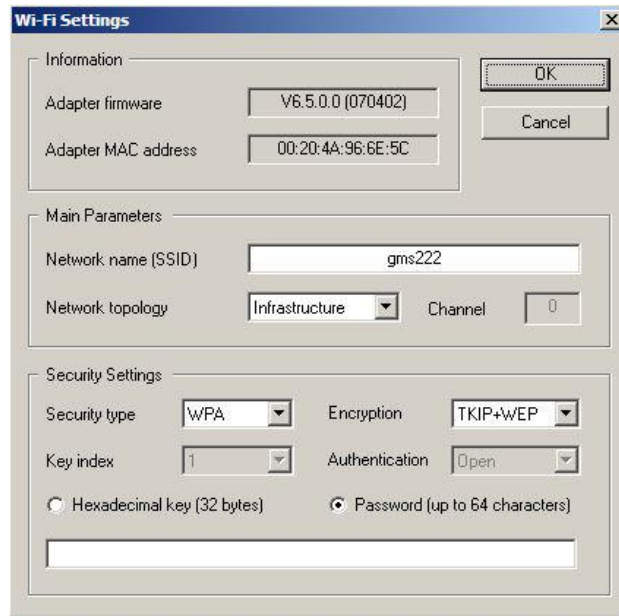 Wi-Fi Settings
Information
OK
Adapter firmware V6.5.0.0 (070402)
Cancel
Adapter MAC address 00:20:4A:96:6E:5C
Main Parameters
Network name (SSID) gms222
Network topology Infrastructure Channel 0
Security Settings
Security type WPA Encryption TKIP+WEP
Key index 1 Authentication Open
Hexadecimal key (32 bytes) Password (up to 64 characters)